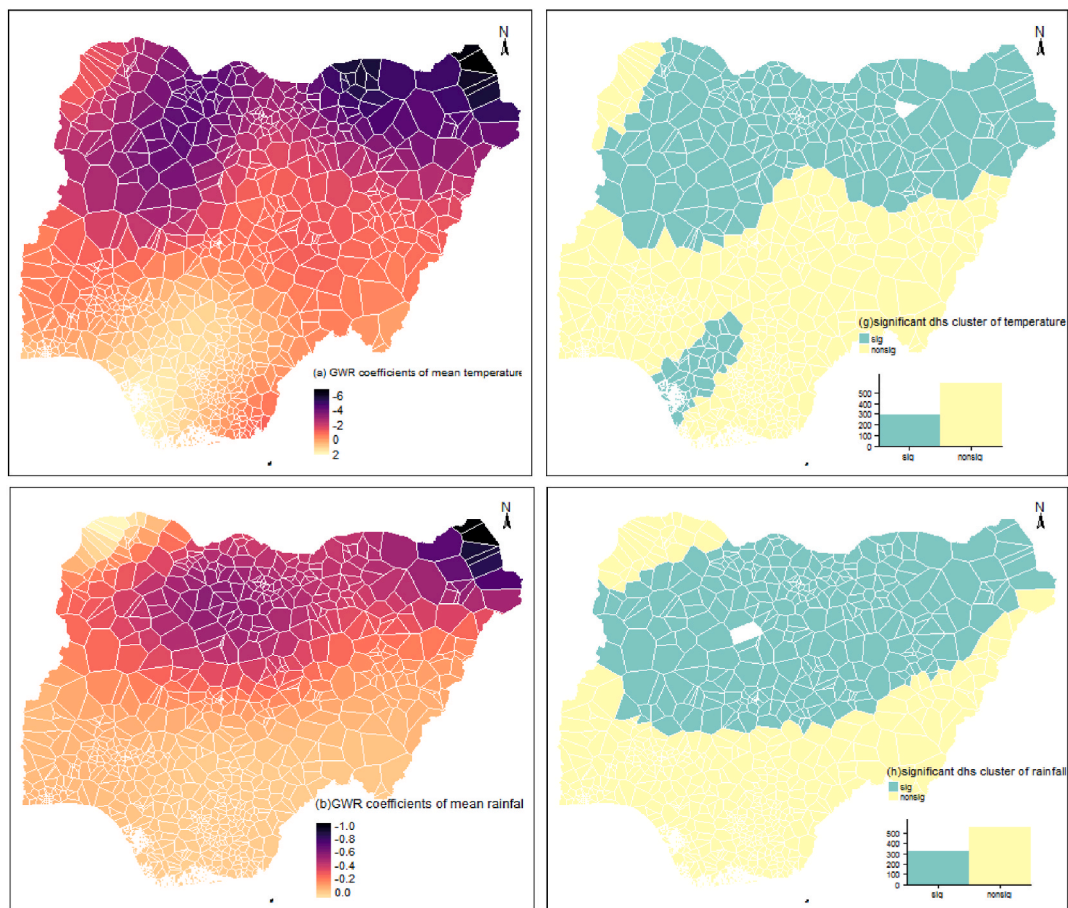 N
(a) GWR coefficients of mean temperature
-6
-4
-2
0
2
N
(g)significant dhs cluster of temperature
sig
nonsig
500
400
300
200
100
0
sig
nonsig
N
(b)GWR coefficients of mean rainfal
-1.0
-0.8
-0.6
-0.4
-0.2
0.0
N
(h)significant dhs cluster of rainfall
sig
nonsig
500
400
300
200
100
0
sig
nonsig